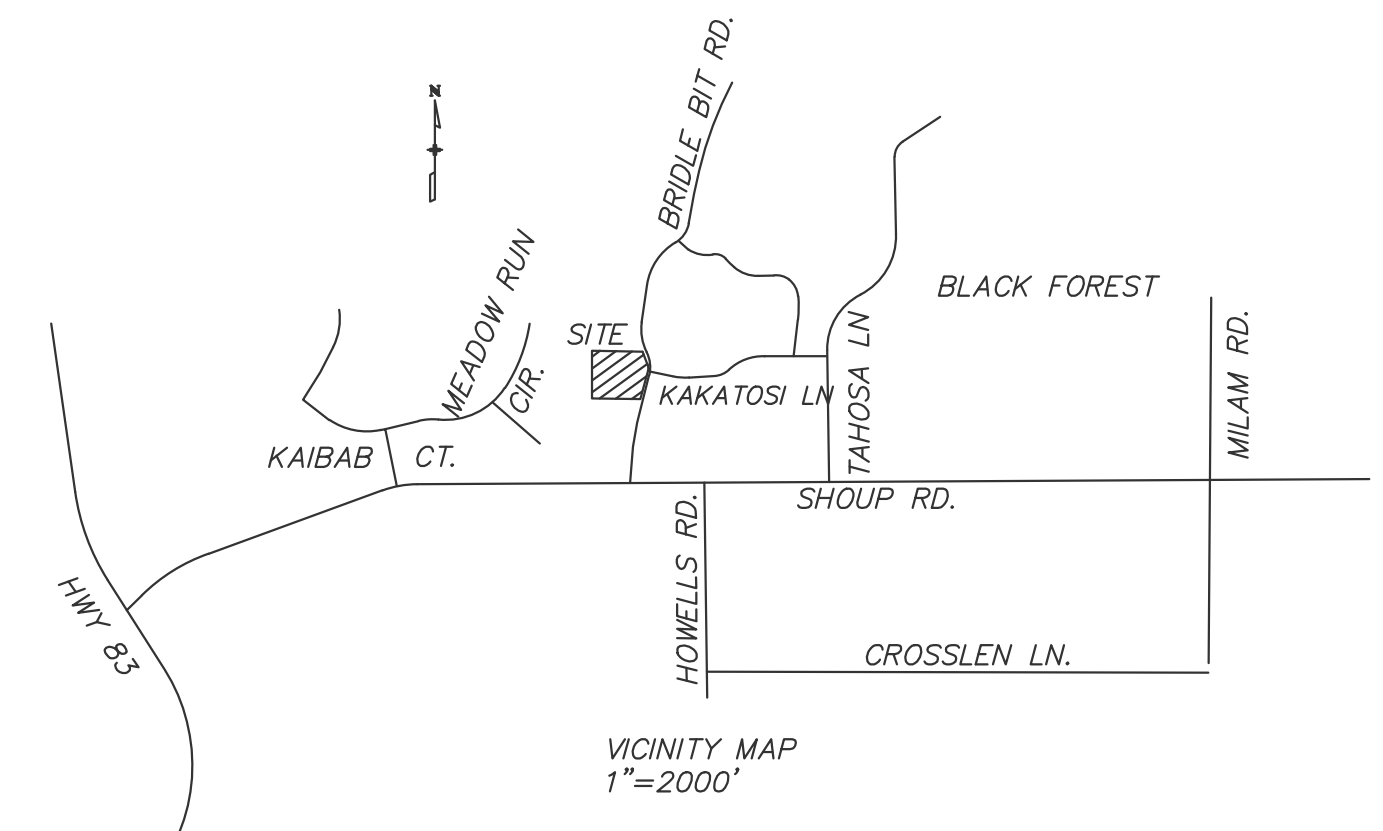 BRIDLE BIT RD.
N
MEADOW RUN
CIR.
BLACK FOREST
SITE
TAHOSA LN
MILAM RD.
KAKATOSI LN
KAIBAB CT.
SHOUP RD.
HOWELLS RD.
HWY 83
CROSSLEN LN.
VICINITY MAP
1"=2000'